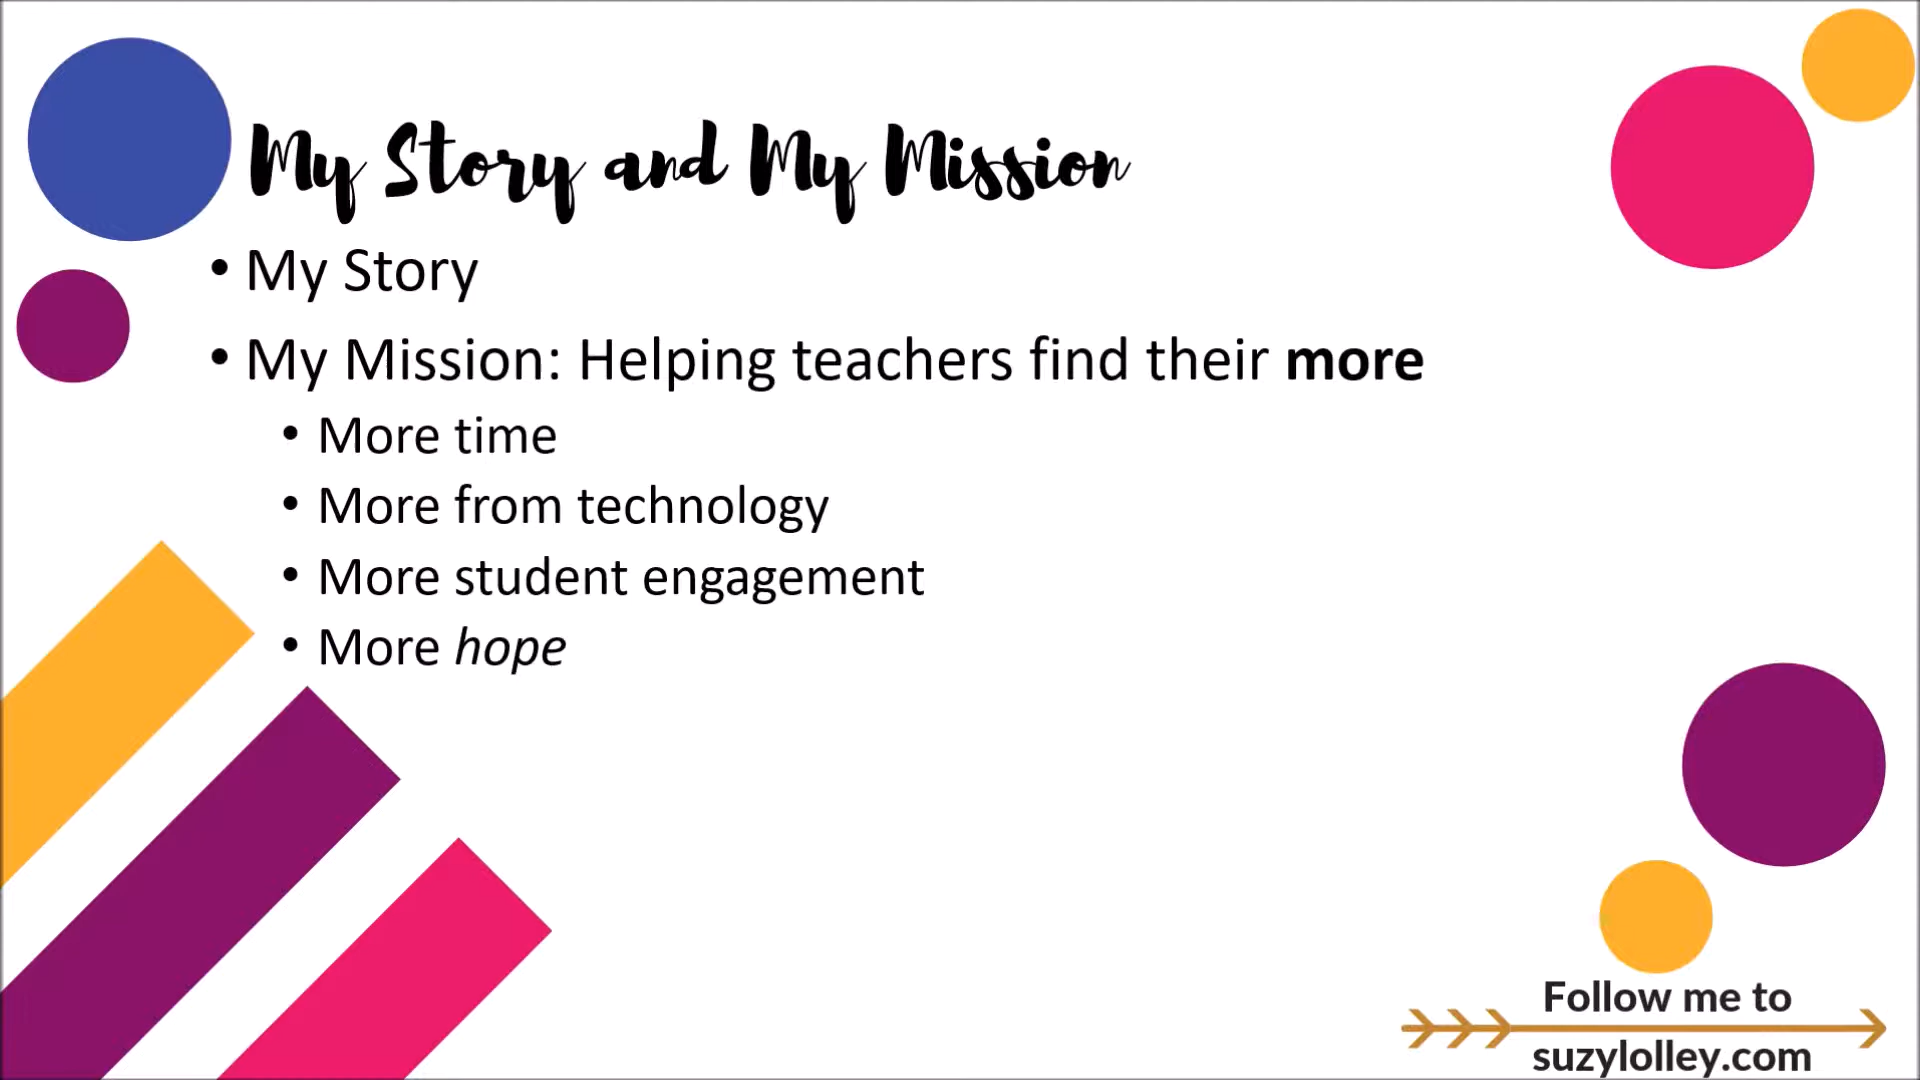 My Story and My Mission
• My Story
• My Mission: Helping teachers find their more
• More time
• More from technology
• More student engagement
• More hope
Follow me to
suzylolley.com